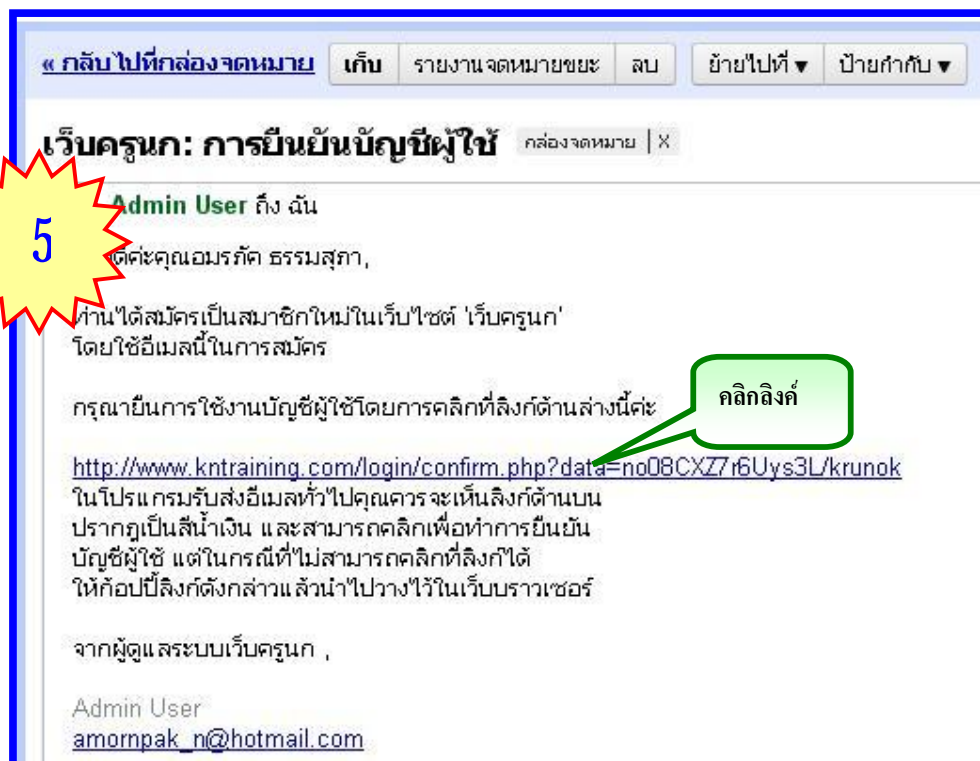 « กลับไปที่กล่องจดหมาย เก็บ รายงานจดหมายขยะ ลบ ย้ายไปที่ ▼ ป้ายกำกับ ▼
เว็บครูนก: การยืนยันบัญชีผู้ใช้ กล่องจดหมาย | X
Admin User ถึง ฉัน
5
ดีค่ะคุณอมรภัค ธรรมสุภา,
ท่านได้สมัครเป็นสมาชิกใหม่ในเว็บไซต์ 'เว็บครูนก'
โดยใช้อีเมลนี้ในการสมัคร
คลิกลิงค์
กรุณายืนการใช้งานบัญชีผู้ใช้โดยการคลิกที่ลิงก์ด้านล่างนี้ค่ะ
http://www.kntraining.com/login/confirm.php?data=no08CXZ7r6Uys3L/krunok
ในโปรแกรมรับส่งอีเมลทั่วไปคุณควรจะเห็นลิงก์ด้านบน
ปรากฎเป็นสีน้ำเงิน และสามารถคลิกเพื่อทำการยืนยัน
บัญชีผู้ใช้ แต่ในกรณีที่ไม่สามารถคลิกที่ลิงก์ได้
ให้ก้อปปี้ลิงก์ดังกล่าวแล้วนำไปวางไว้ในเว็บบราวเซอร์
จากผู้ดูแลระบบเว็บครูนก ,
Admin User
amornpak_n@hotmail.com